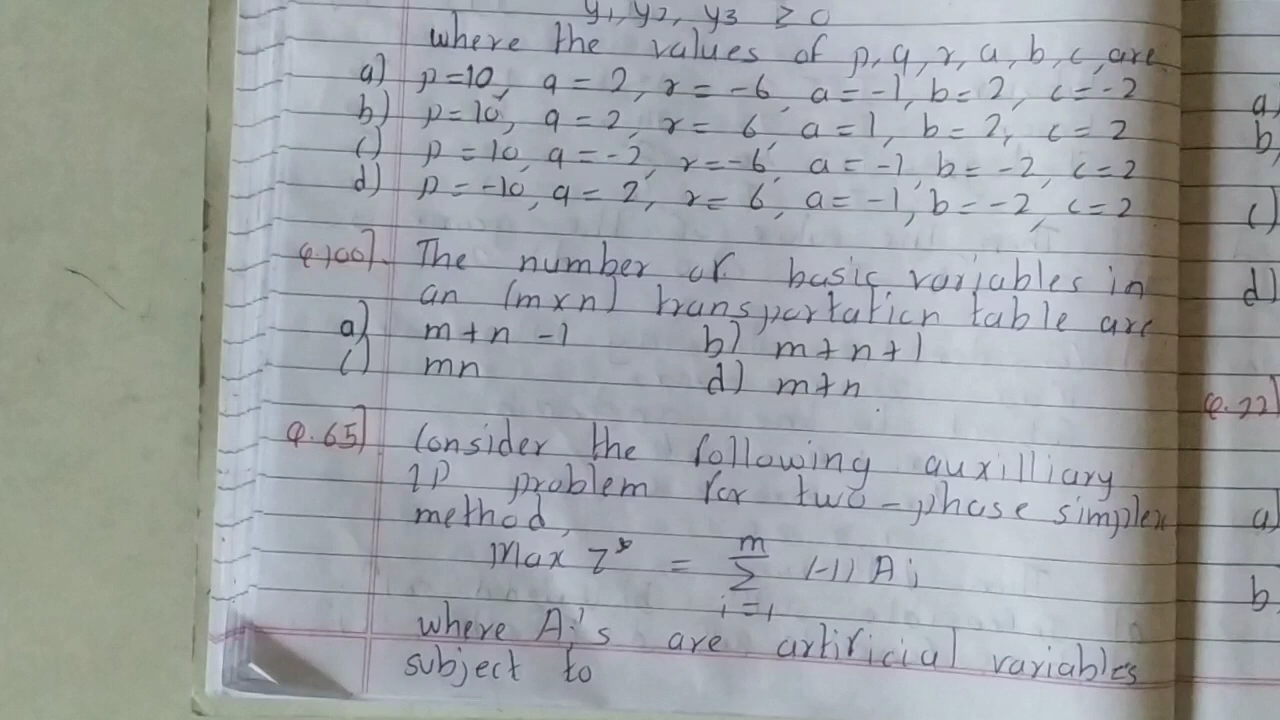 y1, y2, y3 ≥ 0
where the values of p, q, r, a, b, c, are
a) p=10, q = 2, r = -6, a = -1, b = 2, c = -2
b) p=10, q = 2, r = 6, a = 1, b = 2, c = 2
c) p = 10, q = -2, r = -6, a = -1, b = -2, c = 2
d) p = -10, q = 2, r = 6, a = -1, b = -2, c = 2
Q.100]. The number of basic variables in
an (m x n) transportation table are
a) m + n - 1 b) m + n + 1
c) mn d) m + n
Q.65] Consider the following auxilliary
LP problem for two-phase simplex
method,
Max Z* = m Σ i=1 (-1) Ai
where Ai's are artificial variables
subject to
a)
b)
c)
d)
Q.22]
a)
b